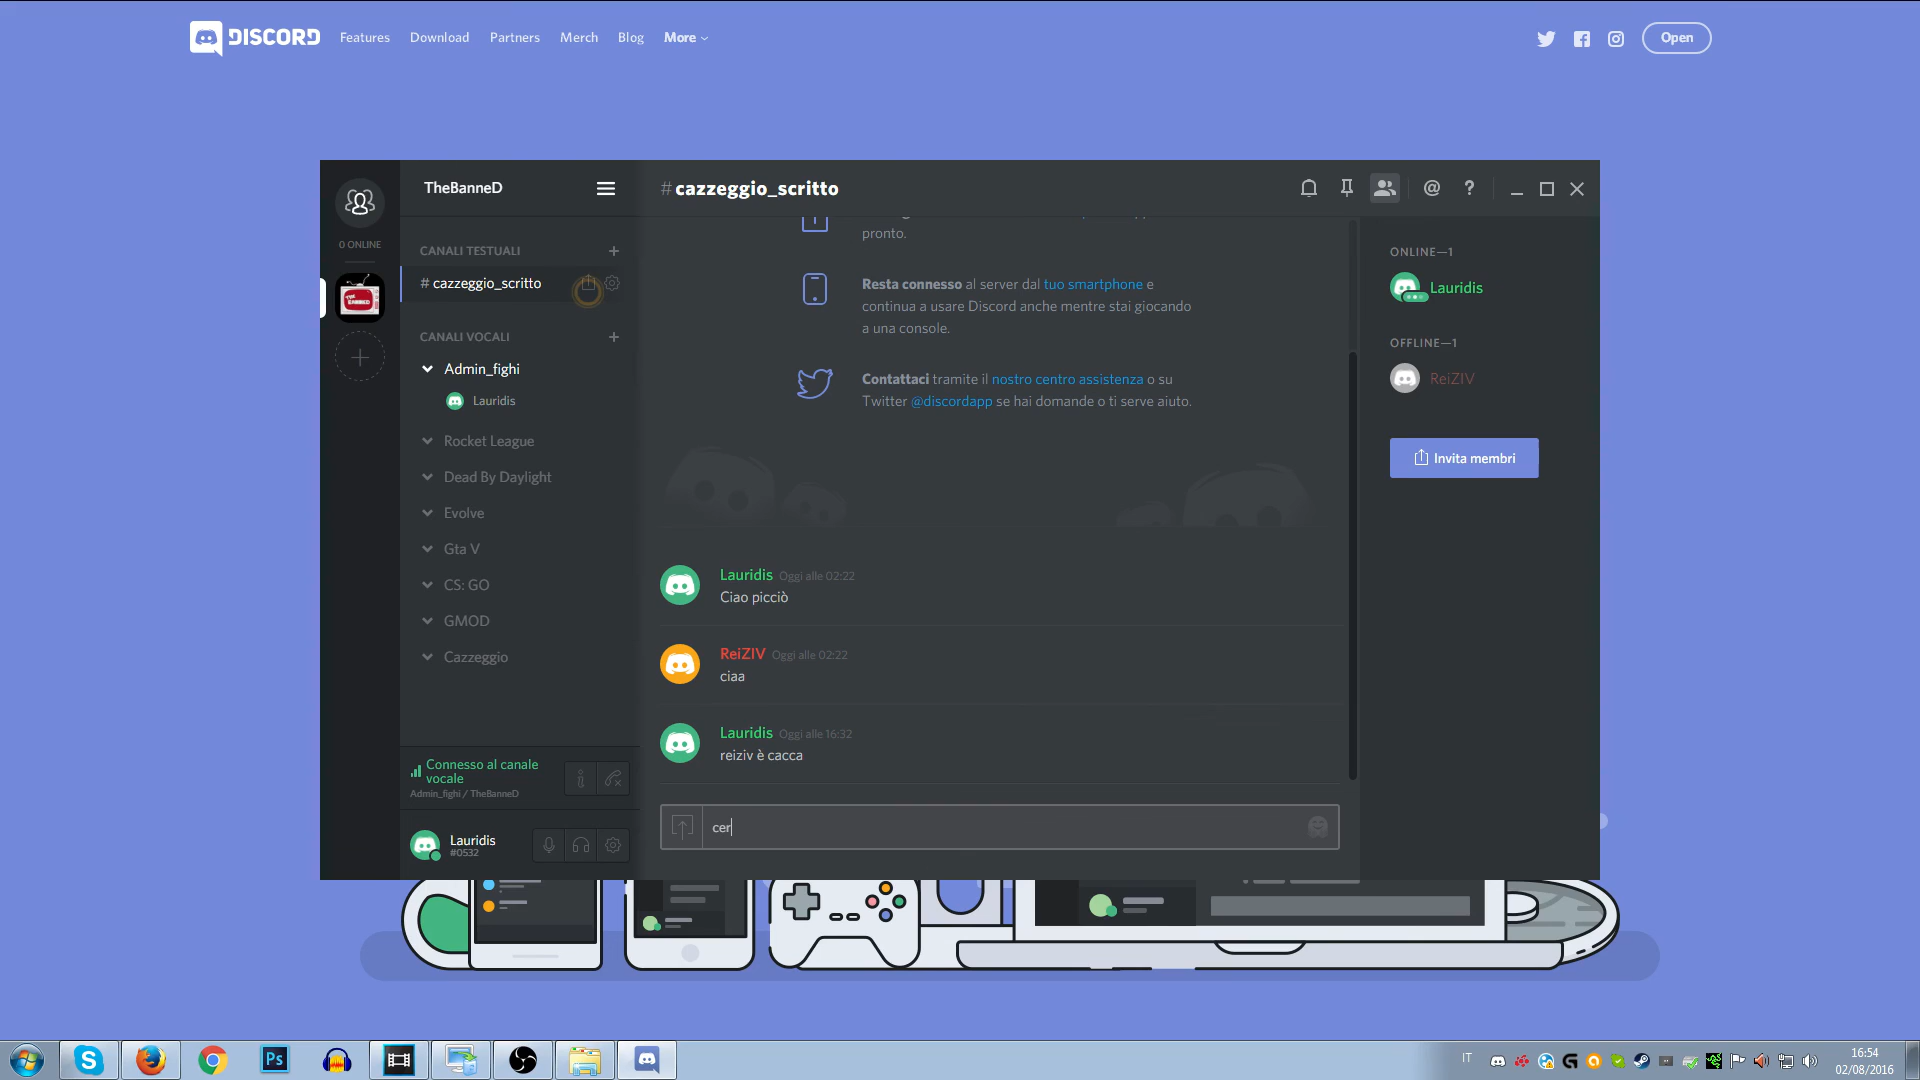 DISCORD Features Download Partners Merch Blog More Open
TheBanneD
#cazzeggio_scritto
0 ONLINE
CANALI TESTUALI
# cazzeggio_scritto
CANALI VOCALI
Admin_fighi
Lauridis
Rocket League
Dead By Daylight
Evolve
Gta V
CS: GO
GMOD
Cazzeggio
Connesso al canale
vocale
Admin_fighi / TheBanneD
Lauridis
#0532
pronto.
Resta connesso al server dal tuo smartphone e
continua a usare Discord anche mentre stai giocando
a una console.
Contattaci tramite il nostro centro assistenza o su
Twitter @discordapp se hai domande o ti serve aiuto.
Lauridis Oggi alle 02:22
Ciao picciò
ReiZIV Oggi alle 02:22
ciaa
Lauridis Oggi alle 16:32
reiziv è cacca
cer
ONLINE—1
Lauridis
OFFLINE—1
ReiZIV
Invita membri
Ps
IT
16:54
02/08/2016